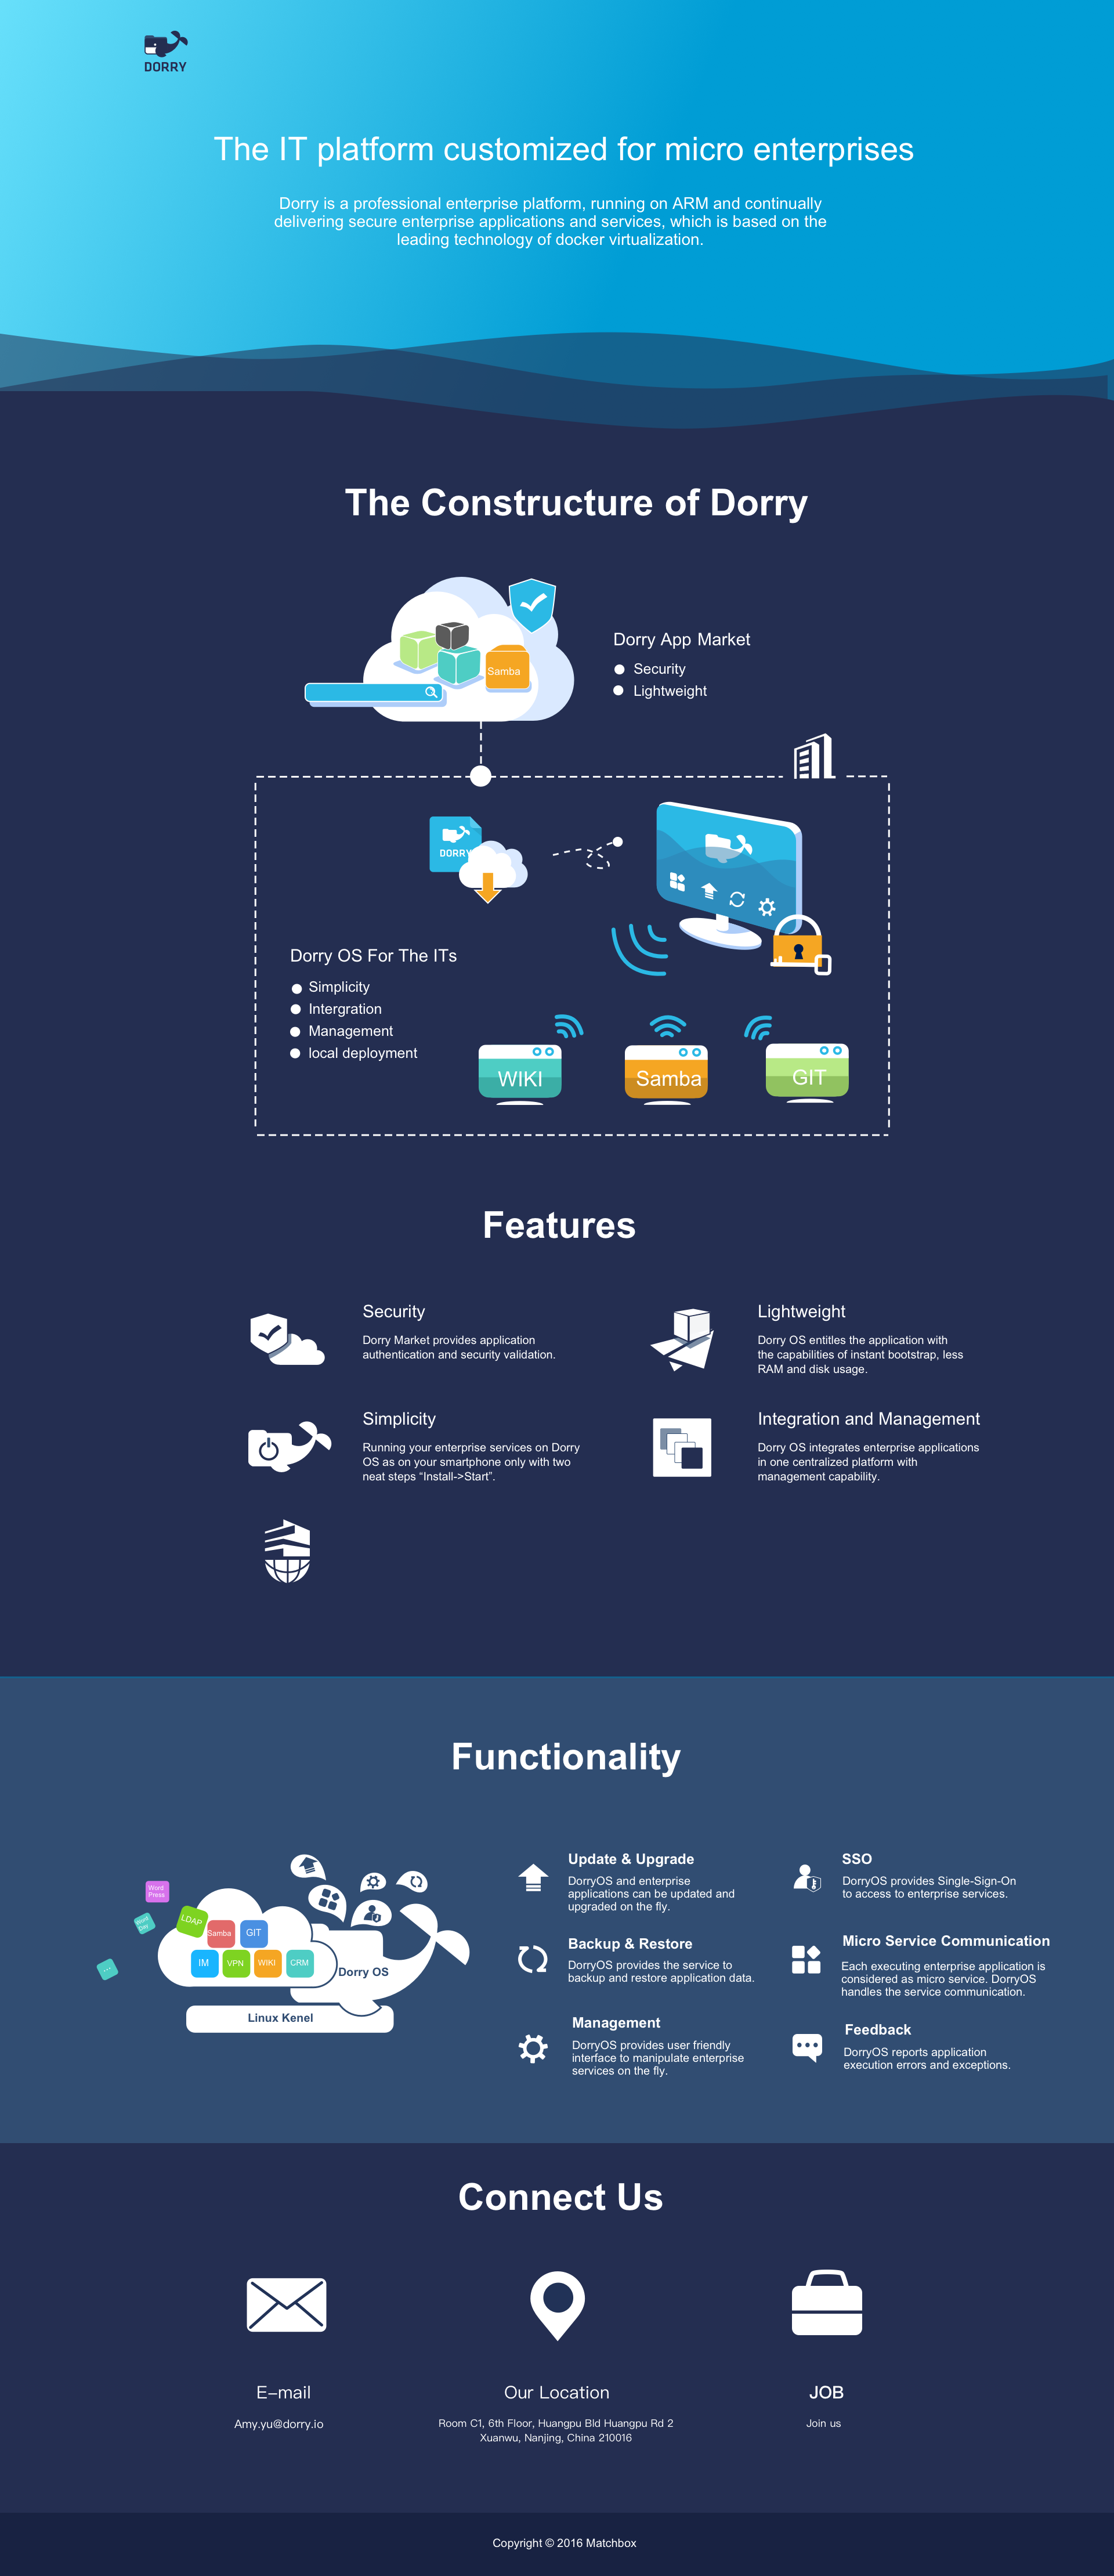 DORRY
The IT platform customized for micro enterprises
Dorry is a professional enterprise platform, running on ARM and continually
delivering secure enterprise applications and services, which is based on the
leading technology of docker virtualization.
The Constructure of Dorry
Samba
Dorry App Market
Security
Lightweight
DORRY
Dorry OS For The ITs
Simplicity
Intergration
Management
local deployment
WIKI
Samba
GIT
Features
Security
Dorry Market provides application
authentication and security validation.
Lightweight
Dorry OS entitles the application with
the capabilities of instant bootstrap, less
RAM and disk usage.
Simplicity
Running your enterprise services on Dorry
OS as on your smartphone only with two
neat steps “Install->Start”.
Integration and Management
Dorry OS integrates enterprise applications
in one centralized platform with
management capability.
Functionality
Word
Press
LDAP
Samba
GIT
IM
VPN
WIKI
CRM
...
Dorry OS
Linux Kenel
Update & Upgrade
DorryOS and enterprise
applications can be updated and
upgraded on the fly.
SSO
DorryOS provides Single-Sign-On
to access to enterprise services.
Backup & Restore
DorryOS provides the service to
backup and restore application data.
Micro Service Communication
Each executing enterprise application is
considered as micro service. DorryOS
handles the service communication.
Management
DorryOS provides user friendly
interface to manipulate enterprise
services on the fly.
Feedback
DorryOS reports application
execution errors and exceptions.
Connect Us
E-mail
Amy.yu@dorry.io
Our Location
Room C1, 6th Floor, Huangpu Bld Huangpu Rd 2
Xuanwu, Nanjing, China 210016
JOB
Join us
Copyright © 2016 Matchbox